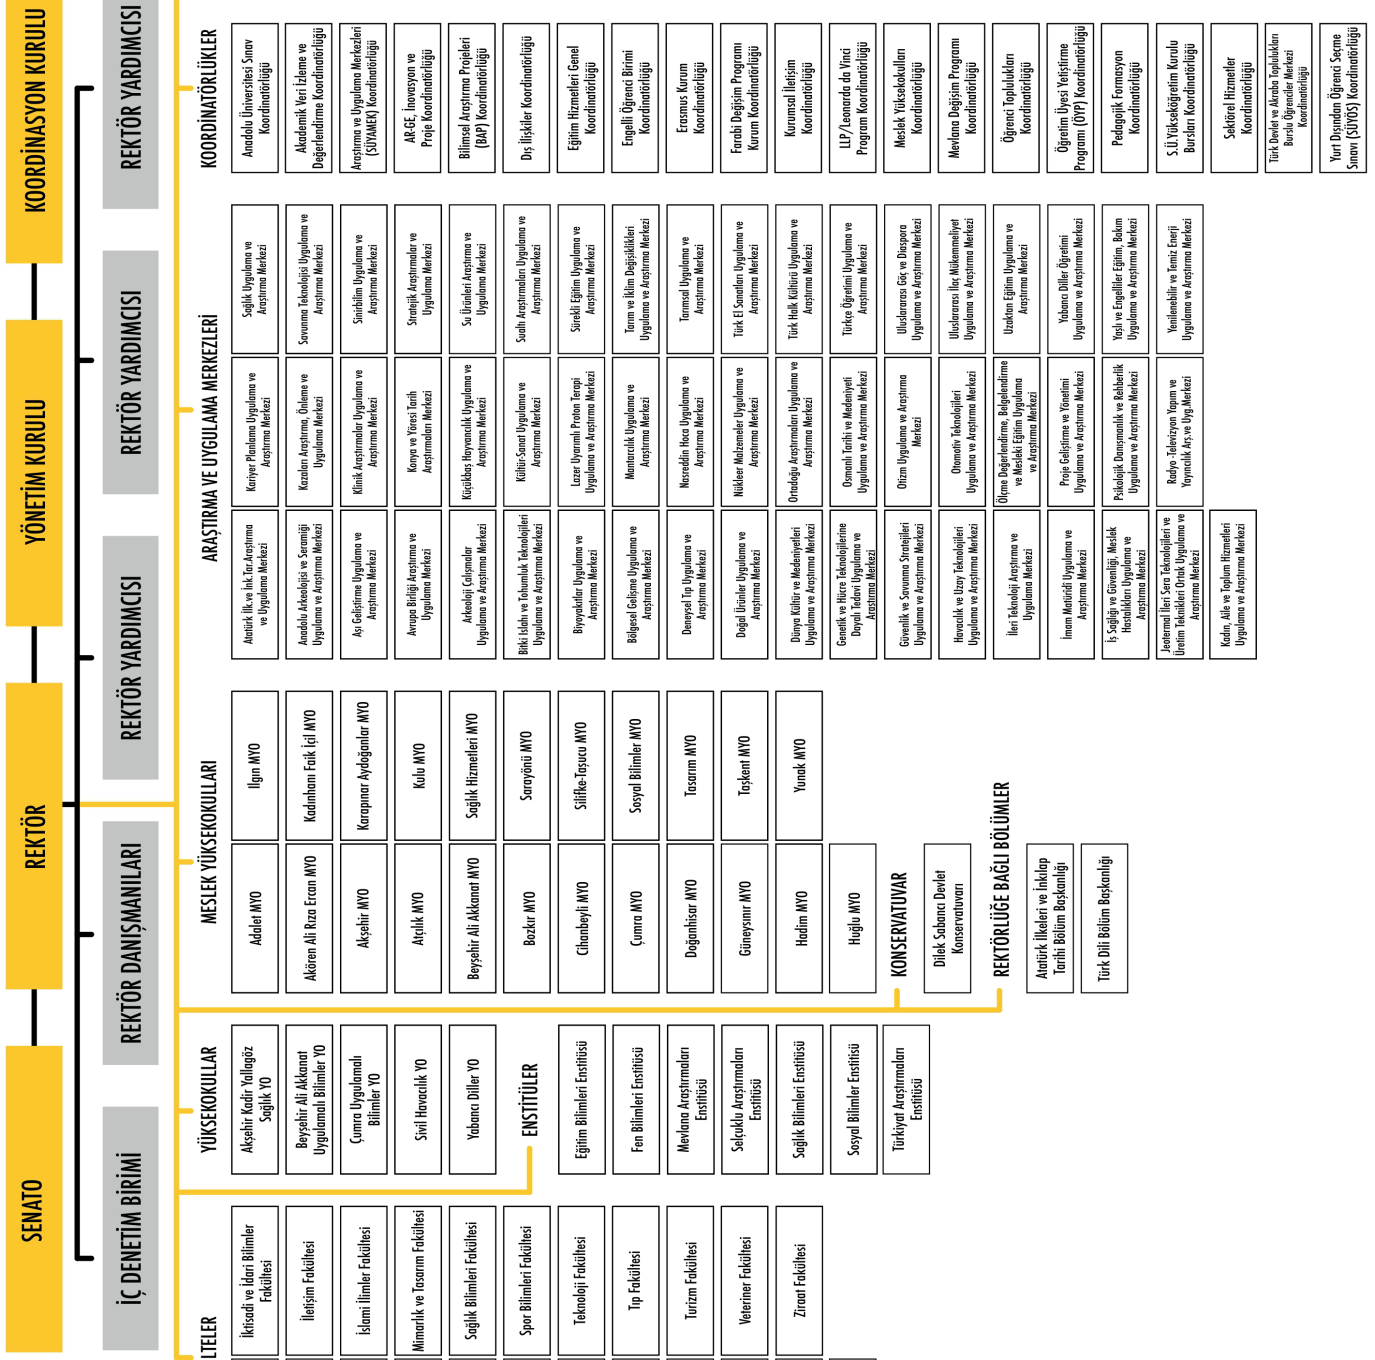 SENATO
REKTÖR
YÖNETİM KURULU
KOORDİNASYON KURULU
İÇ DENETİM BİRİMİ
REKTÖR DANIŞMANILARI
REKTÖR YARDIMCISI
REKTÖR YARDIMCISI
REKTÖR YARDIMCISI
LTELER
İktisadi ve İdari Bilimler
Fakültesi
İletişim Fakültesi
İslami İlimler Fakültesi
Mimarlık ve Tasarım Fakültesi
Sağlık Bilimleri Fakültesi
Spor Bilimleri Fakültesi
Teknoloji Fakültesi
Tıp Fakültesi
Turizm Fakültesi
Veteriner Fakültesi
Ziraat Fakültesi
YÜKSEKOKULLAR
Akşehir Kadir Yallagöz
Sağlık YO
Beyşehir Ali Akkanat
Uygulamalı Bilimler YO
Çumra Uygulamalı
Bilimler YO
Sivil Havacılık YO
Yabancı Diller YO
ENSTİTÜLER
Eğitim Bilimleri Enstitüsü
Fen Bilimleri Enstitüsü
Mevlana Araştırmaları
Enstitüsü
Selçuklu Araştırmaları
Enstitüsü
Sağlık Bilimleri Enstitüsü
Sosyal Bilimler Enstitisü
Türkiyat Araştırmaları
Enstitüsü
MESLEK YÜKSEKOKULLARI
Adalet MYO
Akören Ali Rıza Ercan MYO
Akşehir MYO
Atçılık MYO
Beyşehir Ali Akkanat MYO
Bozkır MYO
Cihanbeyli MYO
Çumra MYO
Doğanhisar MYO
Güneysınır MYO
Hadim MYO
Huğlu MYO
Ilgın MYO
Kadınhanı Faik İçil MYO
Karapınar Aydoğanlar MYO
Kulu MYO
Sağlık Hizmetleri MYO
Sarayönü MYO
Silifke-Taşucu MYO
Sosyal Bilimler MYO
Tasarım MYO
Taşkent MYO
Yunak MYO
KONSERVATUVAR
Dilek Sabancı Devlet
Konservatuvarı
REKTÖRLÜĞE BAĞLI BÖLÜMLER
Atatürk İlkeleri ve İnkılap
Tarihi Bölüm Başkanlığı
Türk Dili Bölüm Başkanlığı
ARAŞTIRMA VE UYGULAMA MERKEZLERİ
Atatürk İlk.ve İnk.Tar.Araştırma
ve Uygulama Merkezi
Anadolu Arkeolojisi ve Seramiği
Uygulama ve Araştırma Merkezi
Aşı Geliştirme Uygulama ve
Araştırma Merkezi
Avrupa Birliği Araştırma ve
Uygulama Merkezi
Arkeoloji Çalışmalar
Uygulama ve Araştırma Merkezi
Bitki Islahı ve Tohumluk Teknolojileri
Uygulama ve Araştırma Merkezi
Biyoyakıtlar Uygulama ve
Araştırma Merkezi
Bölgesel Gelişme Uygulama ve
Araştırma Merkezi
Deneysel Tıp Uygulama ve
Araştırma Merkezi
Doğal Ürünler Uygulama ve
Araştırma Merkezi
Dünya Kültür ve Medeniyetleri
Uygulama ve Araştırma Merkezi
Genetik ve Hücre Teknolojilerine
Dayalı Tedavi Uygulama ve
Araştırma Merkezi
Güvenlik ve Savunma Stratejileri
Uygulama ve Araştırma Merkezi
Havacılık ve Uzay Teknolojileri
Uygulama ve Araştırma Merkezi
İleri Teknoloji Araştırma ve
Uygulama Merkezi
İmam Matüridi Uygulama ve
Araştırma Merkezi
İş Sağlığı ve Güvenliği, Meslek
Hastalıkları Uygulama ve
Araştırma Merkezi
Jeotermal İleri Sera Teknolojileri ve
Üretim Teknikleri Ortak Uygulama ve
Araştırma Merkezi
Kadın, Aile ve Toplum Hizmetleri
Uygulama ve Araştırma Merkezi
Kariyer Planlama Uygulama ve
Araştırma Merkezi
Kazaları Araştırma, Önleme ve
Uygulama Merkezi
Klinik Araştırmalar Uygulama ve
Araştırma Merkezi
Konya ve Yöresi Tarih
Araştırmaları Merkezi
Küçükbaş Hayvancılık Uygulama ve
Araştırma Merkezi
Kültür-Sanat Uygulama ve
Araştırma Merkezi
Lazer Uyarımlı Proton Terapi
Uygulama ve Araştırma Merkezi
Mantarcılık Uygulama ve
Araştırma Merkezi
Nasreddin Hoca Uygulama ve
Araştırma Merkezi
Nükleer Malzemeler Uygulama ve
Araştırma Merkezi
Ortadoğu Araştırmaları Uygulama ve
Araştırma Merkezi
Osmanlı Tarihi ve Medeniyeti
Uygulama ve Araştırma Merkezi
Otizm Uygulama ve Araştırma
Merkezi
Otomotiv Teknolojileri
Uygulama ve Araştırma Merkezi
Ölçme Değerlendirme, Belgelendirme
ve Mesleki Eğitim Uygulama
ve Araştırma Merkezi
Proje Geliştirme ve Yönetimi
Uygulama ve Araştırma Merkezi
Psikolojik Danışmanlık ve Rehberlik
Uygulama ve Araştırma Merkezi
Radyo-Televizyon Yapım ve
Yayıncılık Arş.ve Uyg.Merkezi
Sağlık Uygulama ve
Araştırma Merkezi
Savunma Teknolojisi Uygulama ve
Araştırma Merkezi
Sinirbilim Uygulama ve
Araştırma Merkezi
Stratejik Araştırmalar ve
Uygulama Merkezi
Su Ürünleri Araştırma ve
Uygulama Merkezi
Sualtı Araştırmaları Uygulama ve
Araştırma Merkezi
Sürekli Eğitim Uygulama ve
Araştırma Merkezi
Tarım ve İklim Değişiklikleri
Uygulama ve Araştırma Merkezi
Tarımsal Uygulama ve
Araştırma Merkezi
Türk El Sanatları Uygulama ve
Araştırma Merkezi
Türk Halk Kültürü Uygulama ve
Araştırma Merkezi
Türkçe Öğretimi Uygulama ve
Araştırma Merkezi
Uluslararası Göç ve Diaspora
Uygulama ve Araştırma Merkezi
Uluslararası İlaç Mükemmeliyet
Uygulama ve Araştırma Merkezi
Uzaktan Eğitim Uygulama ve
Araştırma Merkezi
Yabancı Diller Öğretimi
Uygulama ve Araştırma Merkezi
Yaşlı ve Engelliler Eğitim, Bakım
Uygulama ve Araştırma Merkezi
Yenilenebilir ve Temiz Enerji
Uygulama ve Araştırma Merkezi
KOORDİNATÖRLÜKLER
Anadolu Üniversitesi Sınav
Koordinatörlüğü
Akademik Veri İzleme ve
Değerlendirme Koordinatörlüğü
Araştırma ve Uygulama Merkezleri
(SÜVAMEK) Koordinatörlüğü
AR-GE, İnovasyon ve
Proje Koordinatörlüğü
Bilimsel Araştırma Projeleri
(BAP) Koordinatörlüğü
Dış İlişkiler Koordinatörlüğü
Eğitim Hizmetleri Genel
Koordinatörlüğü
Engelli Öğrenci Birimi
Koordinatörlüğü
Erasmus Kurum
Koordinatörlüğü
Farabi Değişim Programı
Kurum Koordinatörlüğü
Kurumsal İletişim
Koordinatörlüğü
LLP/Leonarda da Vinci
Program Koordinatörlüğü
Meslek Yüksekokulları
Koordinatörlüğü
Mevlana Değişim Programı
Koordinatörlüğü
Öğrenci Toplulukları
Koordinatörlüğü
Öğretim Üyesi Yetiştirme
Programı (ÖYP) Koordinatörlüğü
Pedagojik Formasyon
Koordinatörlüğü
S.Ü.Yükseköğretim Kurulu
Bursları Koordinatörlüğü
Sektörel Hizmetler
Koordinatörlüğü
Türk Devlet ve Akraba Toplulukları
Burslu Öğrenciler Merkezi
Koordinatörlüğü
Yurt Dışından Öğrenci Seçme
Sınavı (SÜYÖS) Koordinatörlüğü